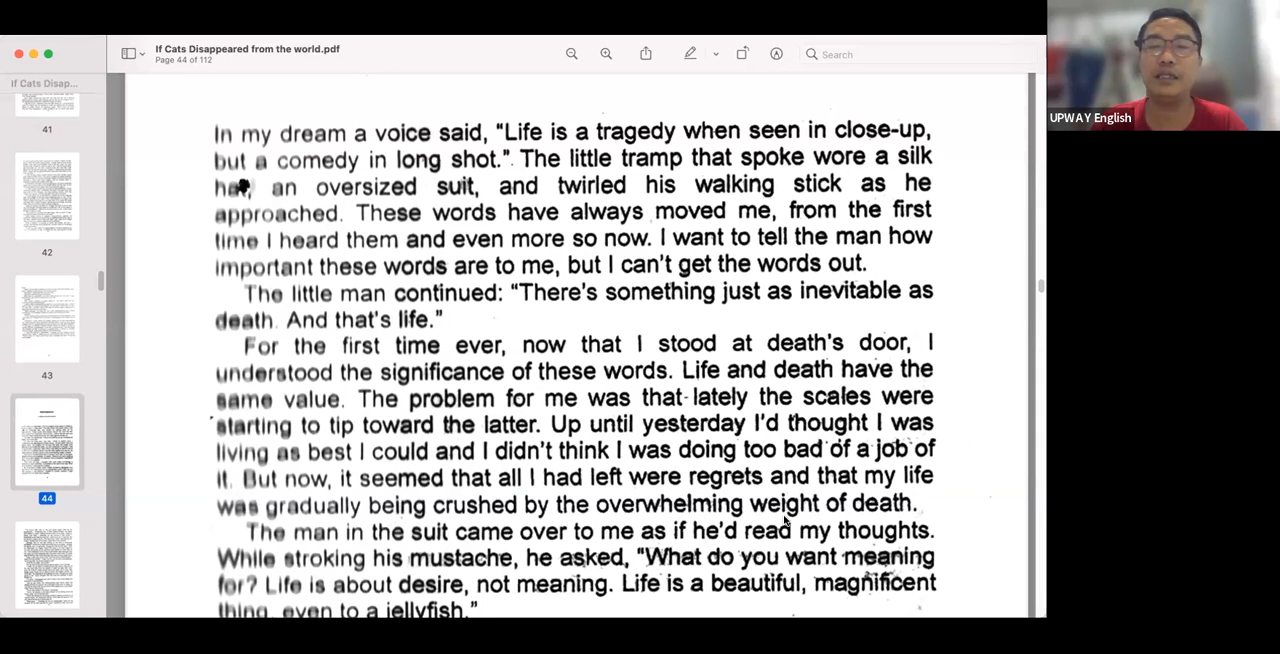 If Cats Disappeared from the world.pdf
Page 44 of 112
Search
UPWAY English
If Cats Disap...
41
42
43
44
In my dream a voice said, "Life is a tragedy when seen in close-up,
but a comedy in long shot." The little tramp that spoke wore a silk
hat, an oversized suit, and twirled his walking stick as he
approached. These words have always moved me, from the first
time I heard them and even more so now. I want to tell the man how
important these words are to me, but I can't get the words out.
The little man continued: "There's something just as inevitable as
death. And that's life."
For the first time ever, now that I stood at death's door, I
understood the significance of these words. Life and death have the
same value. The problem for me was that lately the scales were
starting to tip toward the latter. Up until yesterday I'd thought I was
living as best I could and I didn't think I was doing too bad of a job of
it. But now, it seemed that all I had left were regrets and that my life
was gradually being crushed by the overwhelming weight of death.
The man in the suit came over to me as if he'd read my thoughts.
While stroking his mustache, he asked, "What do you want meaning
for? Life is about desire, not meaning. Life is a beautiful, magnificent
thing, even to a jellyfish."